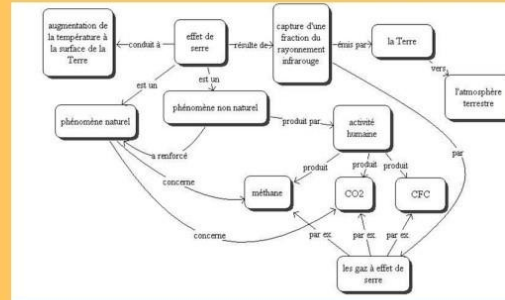 augmentation de
la température à
la surface de la
Terre
conduit à
effet de
serre
résulte de
capture d'une
fraction du
rayonnement
infrarouge
émis par
la Terre
vers
l'atmosphère
terrestre
est un
est un
phénomène naturel
phénomène non naturel
produit par
activité
humaine
a renforcé
par
produit
produit
produit
concerne
méthane
CO2
CFC
concerne
par ex.
par ex.
par ex.
les gaz à effet de
serre